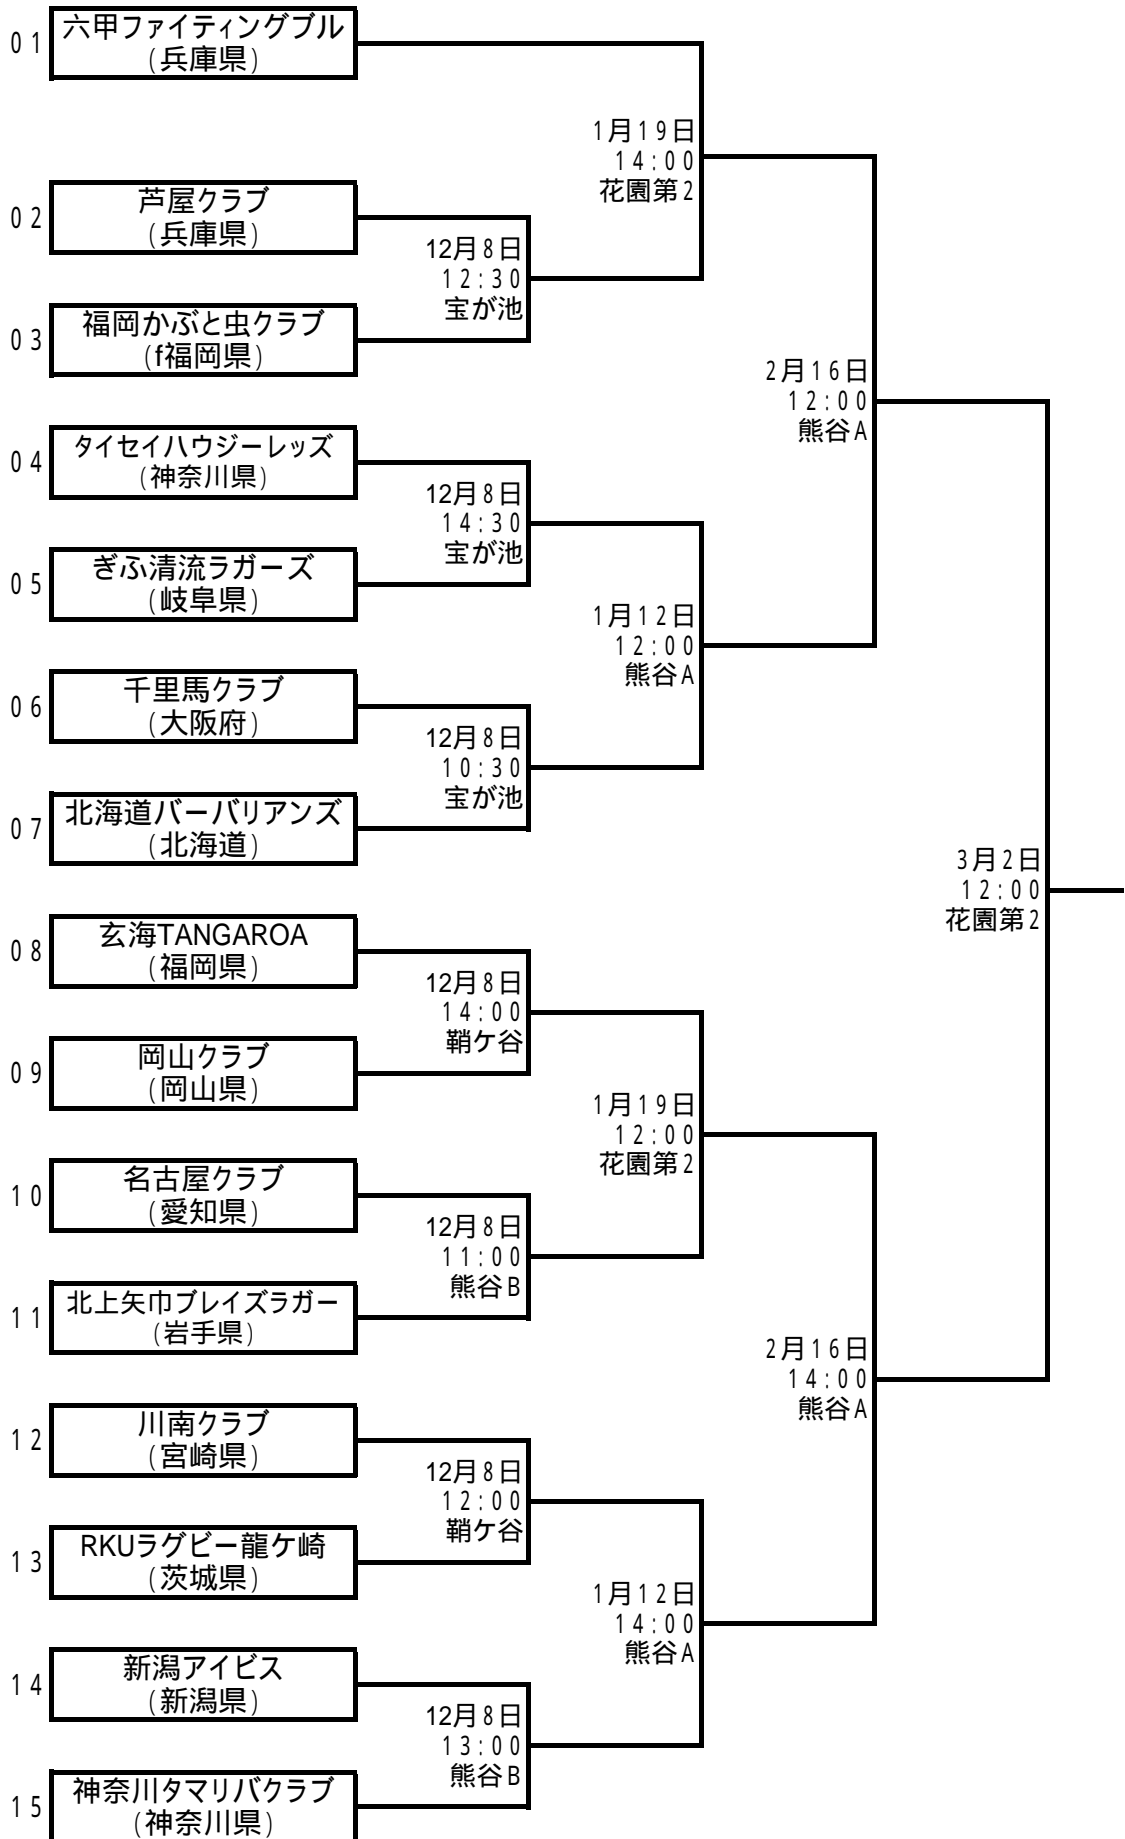 01
六甲ファイティングブル
(兵庫県)
1月19日
14:00
花園第2
02
芦屋クラブ
(兵庫県)
12月8日
12:30
宝が池
03
福岡かぶと虫クラブ
(f福岡県)
2月16日
12:00
熊谷A
04
タイセイハウジーレッズ
(神奈川県)
12月8日
14:30
宝が池
05
ぎふ清流ラガーズ
(岐阜県)
1月12日
12:00
熊谷A
06
千里馬クラブ
(大阪府)
12月8日
10:30
宝が池
07
北海道バーバリアンズ
(北海道)
3月2日
12:00
花園第2
08
玄海TANGAROA
(福岡県)
12月8日
14:00
鞘ケ谷
09
岡山クラブ
(岡山県)
1月19日
12:00
花園第2
10
名古屋クラブ
(愛知県)
12月8日
11:00
熊谷B
11
北上矢巾ブレイズラガー
(岩手県)
2月16日
14:00
熊谷A
12
川南クラブ
(宮崎県)
12月8日
12:00
鞘ケ谷
13
RKUラグビー龍ケ崎
(茨城県)
1月12日
14:00
熊谷A
14
新潟アイビス
(新潟県)
12月8日
13:00
熊谷B
15
神奈川タマリバクラブ
(神奈川県)